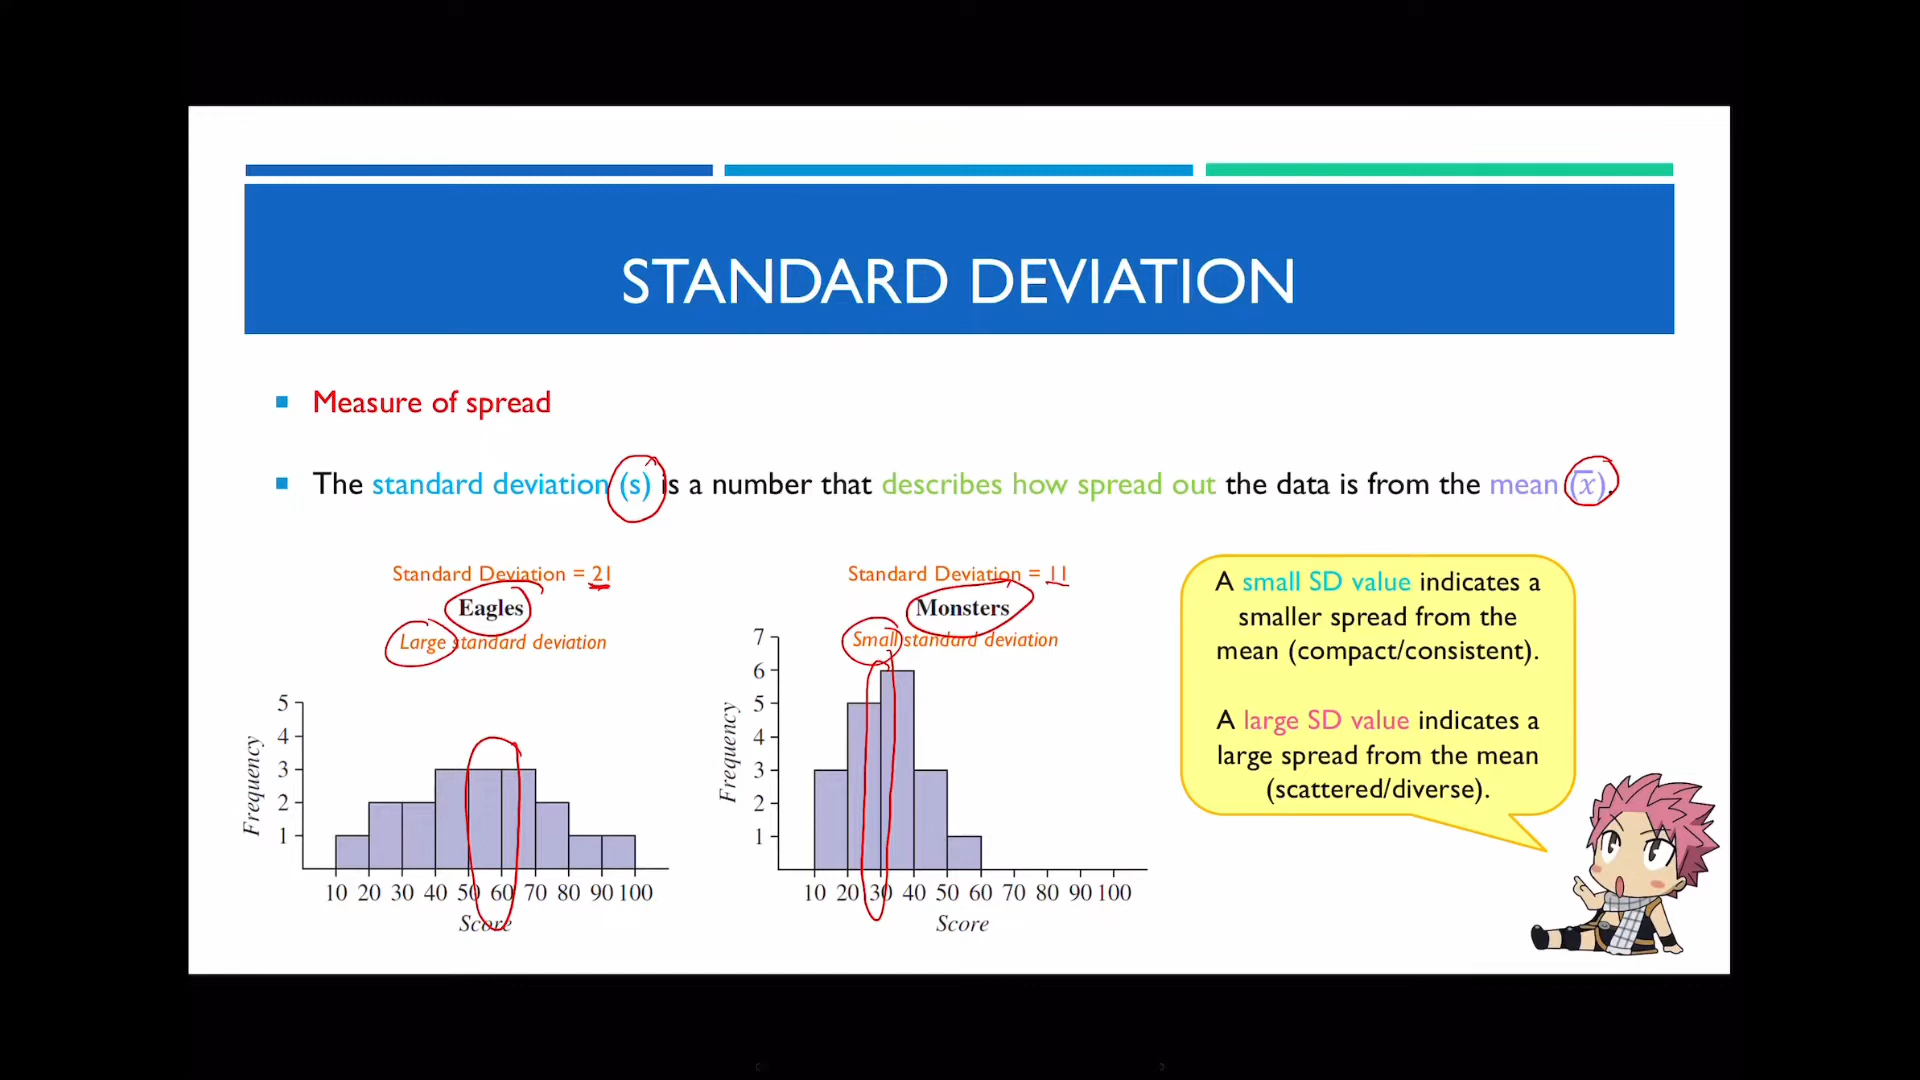 STANDARD DEVIATION
Measure of spread
The standard deviation (s) is a number that describes how spread out the data is from the mean (x̅).
Standard Deviation = 21
Eagles
Large standard deviation
5
4
3
2
1
Frequency
10 20 30 40 50 60 70 80 90 100
Score
Standard Deviation = 11
Monsters
Small standard deviation
7
6
5
4
3
2
1
Frequency
10 20 30 40 50 60 70 80 90 100
Score
A small SD value indicates a
smaller spread from the
mean (compact/consistent).
A large SD value indicates a
large spread from the mean
(scattered/diverse).